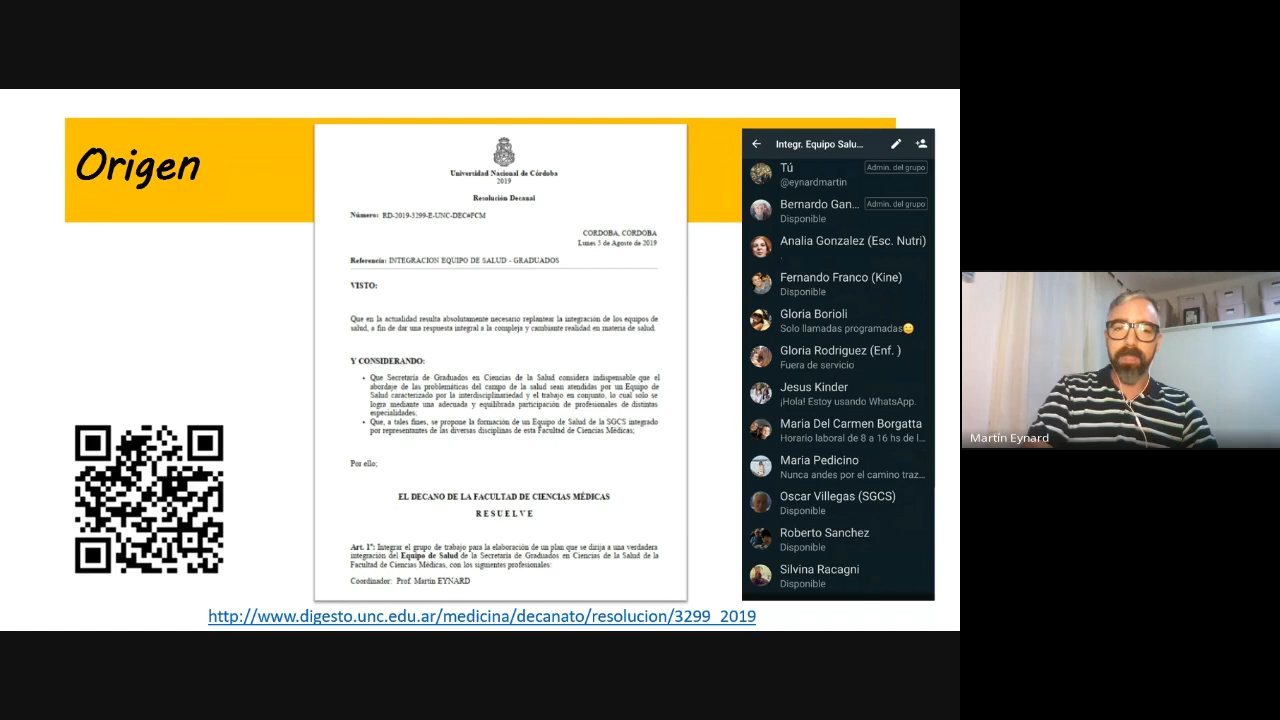 Origen
Universidad Nacional de Córdoba
2019
Resolución Decanal
Número: RD-2019-3299-E-UNC-DEC#FCM
CORDOBA, CORDOBA
Lunes 5 de Agosto de 2019
Referencia: INTEGRACION EQUIPO DE SALUD - GRADUADOS
VISTO:
Que en la actualidad resulta absolutamente necesario replantear la integración de los equipos de
salud, a fin de dar una respuesta integral a la compleja y cambiante realidad en materia de salud.
Y CONSIDERANDO:
• Que Secretaría de Graduados en Ciencias de la Salud considera indispensable que el
abordaje de las problemáticas del campo de la salud sean atendidas por un Equipo de
Salud caracterizado por la interdisciplinariedad y el trabajo en conjunto, lo cual solo se
logra mediante una adecuada y equilibrada participación de profesionales de distintas
especialidades;
• Que, a tales fines, se propone la formación de un Equipo de Salud de la SGCS integrado
por representantes de las diversas disciplinas de esta Facultad de Ciencias Médicas;
Por ello;
EL DECANO DE LA FACULTAD DE CIENCIAS MÉDICAS
R E S U E L V E
Art. 1°: Integrar el grupo de trabajo para la elaboración de un plan que se dirija a una verdadera
integración del Equipo de Salud de la Secretaría de Graduados en Ciencias de la Salud de la
Facultad de Ciencias Médicas, con los siguientes profesionales:
Coordinador: Prof. Martín EYNARD
http://www.digesto.unc.edu.ar/medicina/decanato/resolucion/3299_2019
Integr. Equipo Salu...
Tú
Admin. del grupo
@eynardmartin
Bernardo Gan...
Admin. del grupo
Disponible
Analia Gonzalez (Esc. Nutri)
.
Fernando Franco (Kine)
Disponible
Gloria Borioli
Solo llamadas programadas😊
Gloria Rodriguez (Enf. )
Fuera de servicio
Jesus Kinder
¡Hola! Estoy usando WhatsApp.
Maria Del Carmen Borgatta
Horario laboral de 8 a 16 hs de l...
Maria Pedicino
Nunca andes por el camino traz...
Oscar Villegas (SGCS)
Disponible
Roberto Sanchez
Disponible
Silvina Racagni
Disponible
Martín Eynard